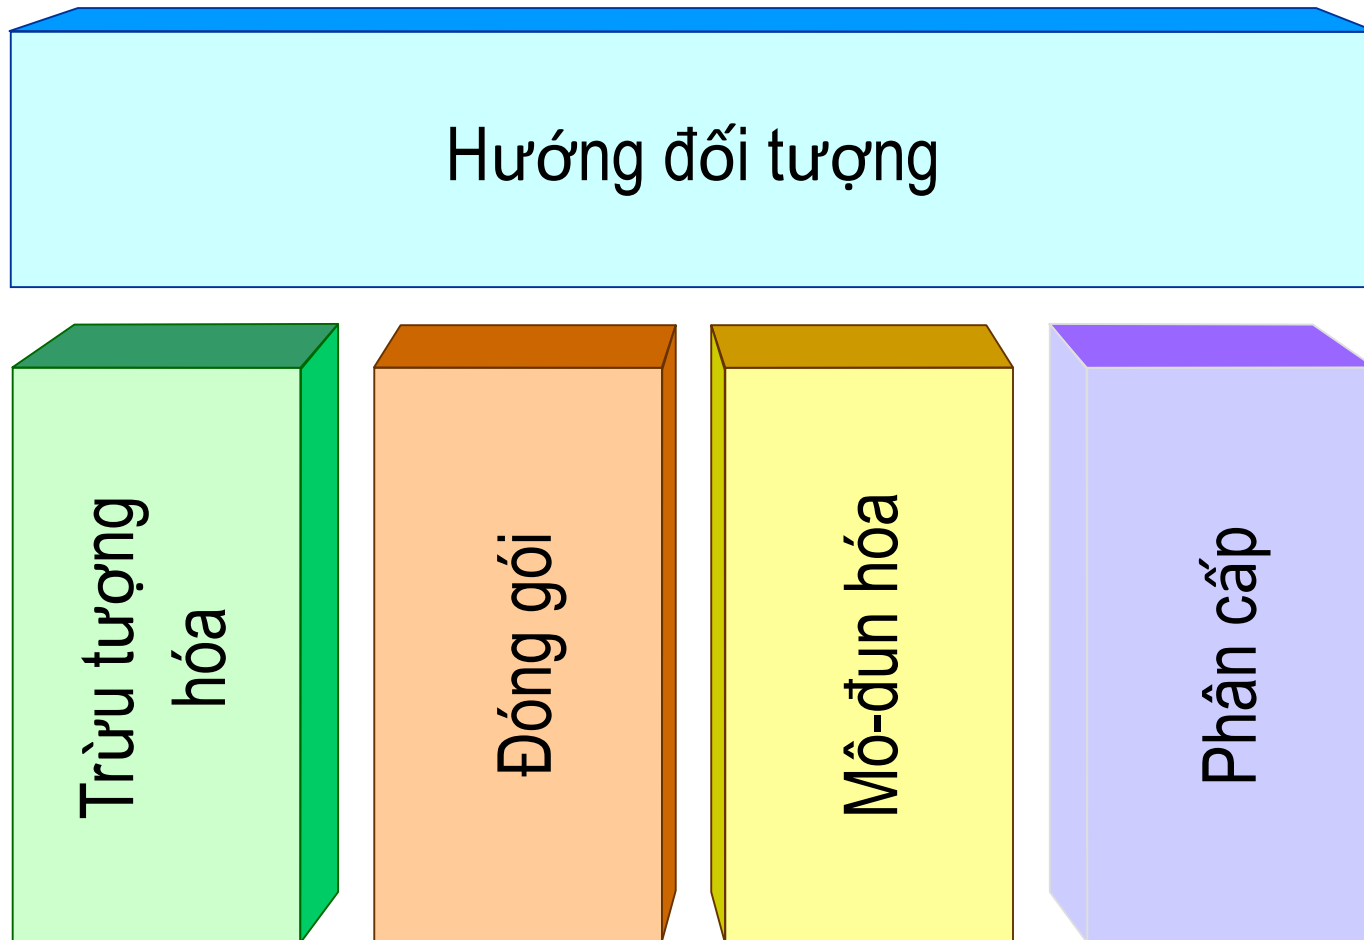 Hướng đối tượng
Trừu tượng
hóa
Đóng gói
Mô-đun hóa
Phân cấp